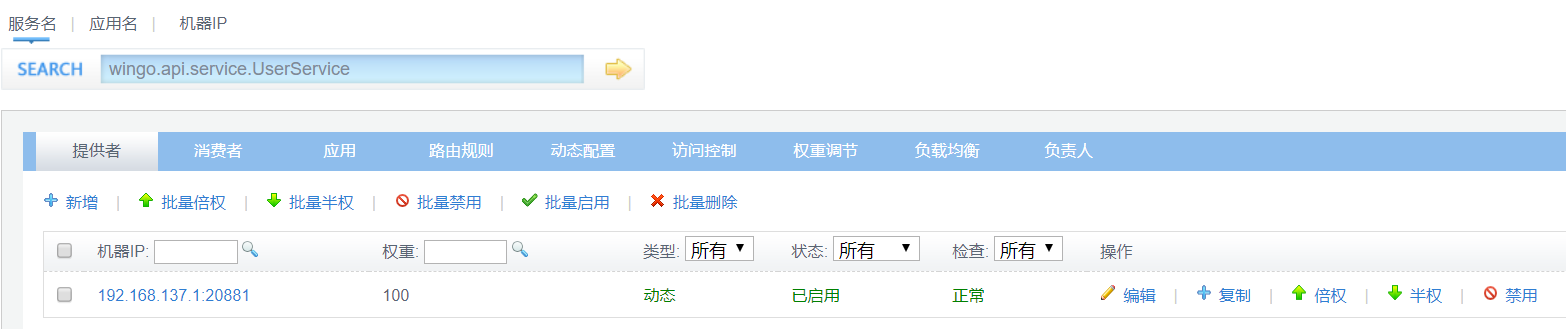 服务名 | 应用名 | 机器IP
SEARCH wingo.api.service.UserService
提供者 消费者 应用 路由规则 动态配置 访问控制 权重调节 负载均衡 负责人
新增 | 批量倍权 | 批量半权 | 批量禁用 | 批量启用 | 批量删除
机器IP: 权重: 类型: 所有 状态: 所有 检查: 所有 操作
192.168.137.1:20881 100 动态 已启用 正常 编辑 | 复制 | 倍权 | 半权 | 禁用